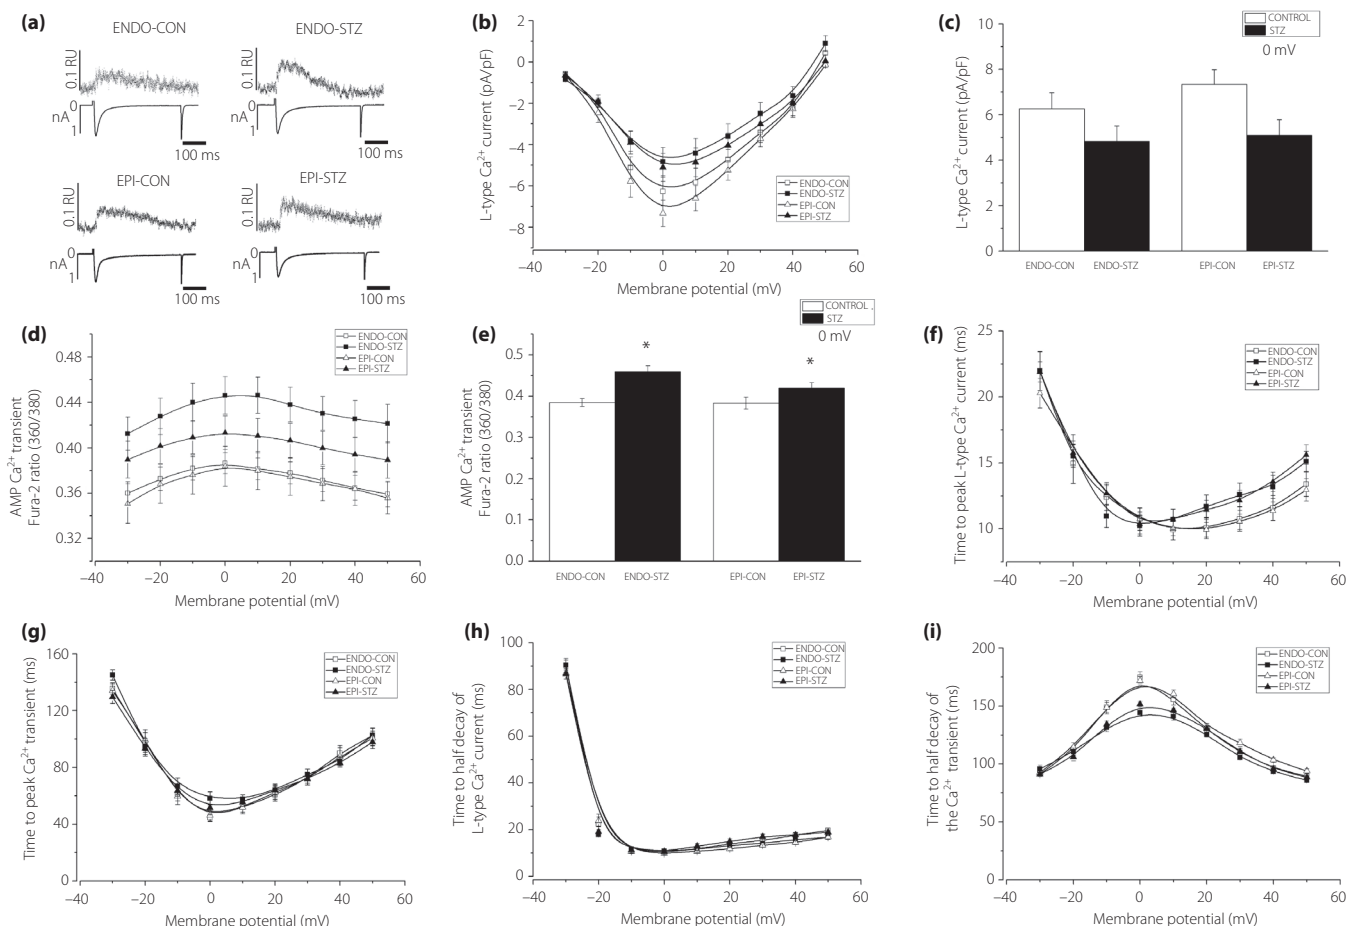 (a)
ENDO-CON
ENDO-STZ
0.1 RU
0.1 RU
0
nA
1
0
nA
1
100 ms
100 ms
EPI-CON
EPI-STZ
0.1 RU
0.1 RU
0
nA
1
0
nA
1
100 ms
100 ms
(b)
L-type Ca2+ current (pA/pF)
2
0
−2
−4
−6
−8
−40 −20 0 20 40 60
Membrane potential (mV)
ENDO-CON
ENDO-STZ
EPI-CON
EPI-STZ
(c)
CONTROL
STZ
0 mV
L-type Ca2+ current (pA/pF)
10
8
6
4
2
0
ENDO-CON ENDO-STZ EPI-CON EPI-STZ
(d)
ENDO-CON
ENDO-STZ
EPI-CON
EPI-STZ
AMP Ca2+ transient
Fura-2 ratio (360/380)
0.48
0.44
0.40
0.36
0.32
−40 −20 0 20 40 60
Membrane potential (mV)
(e)
CONTROL
STZ
0 mV
AMP Ca2+ transient
Fura-2 ratio (360/380)
0.5
0.4
0.3
0.2
0.1
0.0
*
*
ENDO-CON ENDO-STZ EPI-CON EPI-STZ
(f)
Time to peak L-type Ca2+ current (ms)
25
20
15
10
ENDO-CON
ENDO-STZ
EPI-CON
EPI-STZ
−40 −20 0 20 40 60
Membrane potential (mV)
(g)
Time to peak Ca2+ transient (ms)
160
120
80
40
0
ENDO-CON
ENDO-STZ
EPI-CON
EPI-STZ
−40 −20 0 20 40 60
Membrane potential (mV)
(h)
Time to half decay of
L-type Ca2+ current (ms)
100
80
60
40
20
0
ENDO-CON
ENDO-STZ
EPI-CON
EPI-STZ
−40 −20 0 20 40 60
Membrane potential (mV)
(i)
Time to half decay of
the Ca2+ transient (ms)
200
150
100
50
0
ENDO-CON
ENDO-STZ
EPI-CON
EPI-STZ
−40 −20 0 20 40 60
Membrane potential (mV)